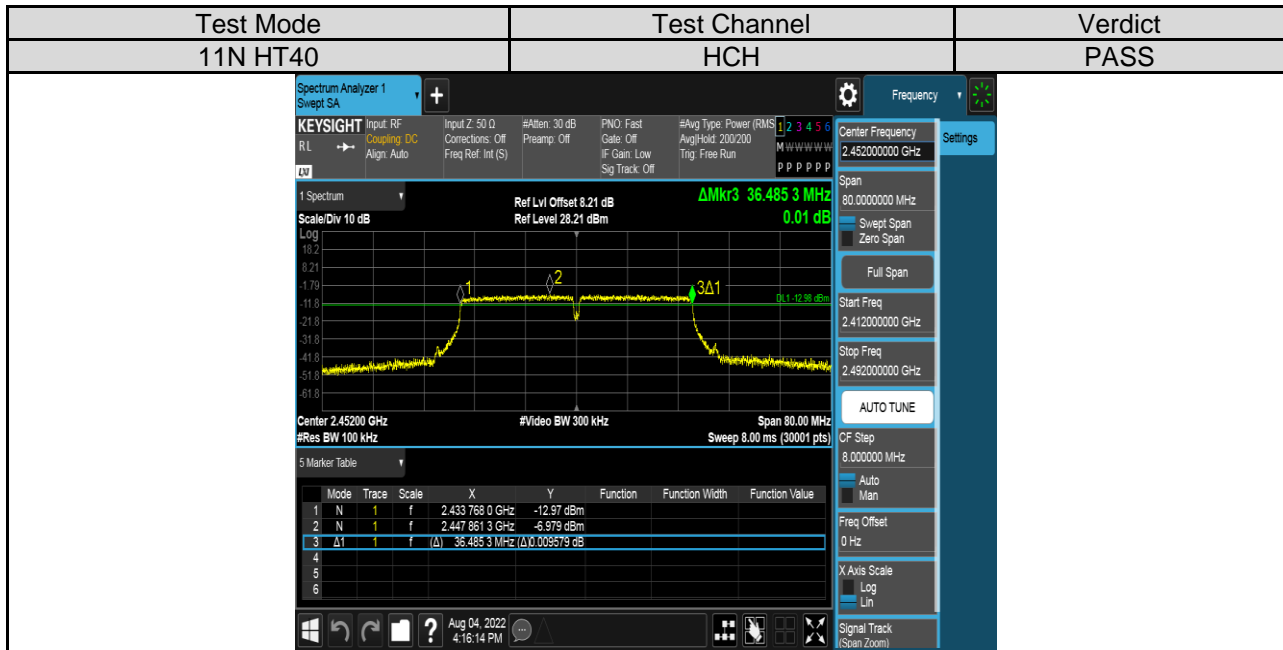 Test Mode Test Channel Verdict
11N HT40 HCH PASS
Spectrum Analyzer 1
Swept SA
+
Frequency
KEYSIGHT Input: RF Input Z: 50 Ω #Atten: 30 dB PNO: Fast #Avg Type: Power (RMS 1 2 3 4 5 6
RL Coupling: DC Corrections: Off Preamp: Off Gate: Off Avg|Hold: 200/200 M W W W W W
Align: Auto Freq Ref: Int (S) IF Gain: Low Trig: Free Run
LXI Sig Track: Off P P P P P P
1 Spectrum Ref Lvl Offset 8.21 dB ΔMkr3 36.485 3 MHz
Scale/Div 10 dB Ref Level 28.21 dBm 0.01 dB
Log
18.2
8.21
-1.79
-11.8
-21.8
-31.8
-41.8
-51.8
-61.8
1
2
3Δ1
DL1 -12.98 dBm
Center 2.45200 GHz #Video BW 300 kHz Span 80.00 MHz
#Res BW 100 kHz Sweep 8.00 ms (30001 pts)
5 Marker Table
Mode Trace Scale X Y Function Function Width Function Value
1 N 1 f 2.433 768 0 GHz -12.97 dBm
2 N 1 f 2.447 861 3 GHz -6.979 dBm
3 Δ1 1 f (Δ) 36.485 3 MHz (Δ)0.009579 dB
4
5
6
? Aug 04, 2022
4:16:14 PM
Center Frequency
2.452000000 GHz
Settings
Span
80.0000000 MHz
Swept Span
Zero Span
Full Span
Start Freq
2.412000000 GHz
Stop Freq
2.492000000 GHz
AUTO TUNE
CF Step
8.000000 MHz
Auto
Man
Freq Offset
0 Hz
X Axis Scale
Log
Lin
Signal Track
(Span Zoom)